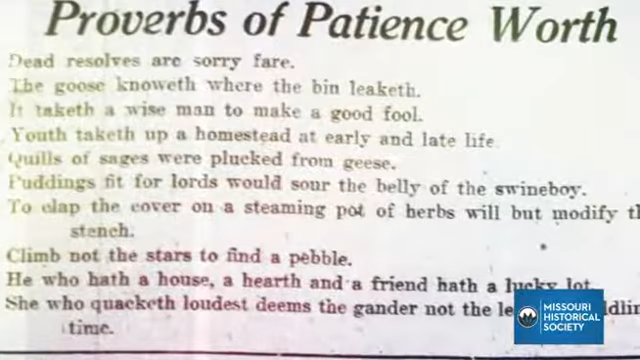 Proverbs of Patience Worth
Dead resolves are sorry fare.
The goose knoweth where the bin leaketh.
It taketh a wise man to make a good fool.
Youth taketh up a homestead at early and late life
Quills of sages were plucked from geese.
Puddings fit for lords would sour the belly of the swineboy.
To clap the cover on a steaming pot of herbs will but modify th
stench.
Climb not the stars to find a pebble.
He who hath a house, a hearth and a friend hath a lucky lot.
She who quacketh loudest deems the gander not the
time.
MISSOURI
HISTORICAL
SOCIETY